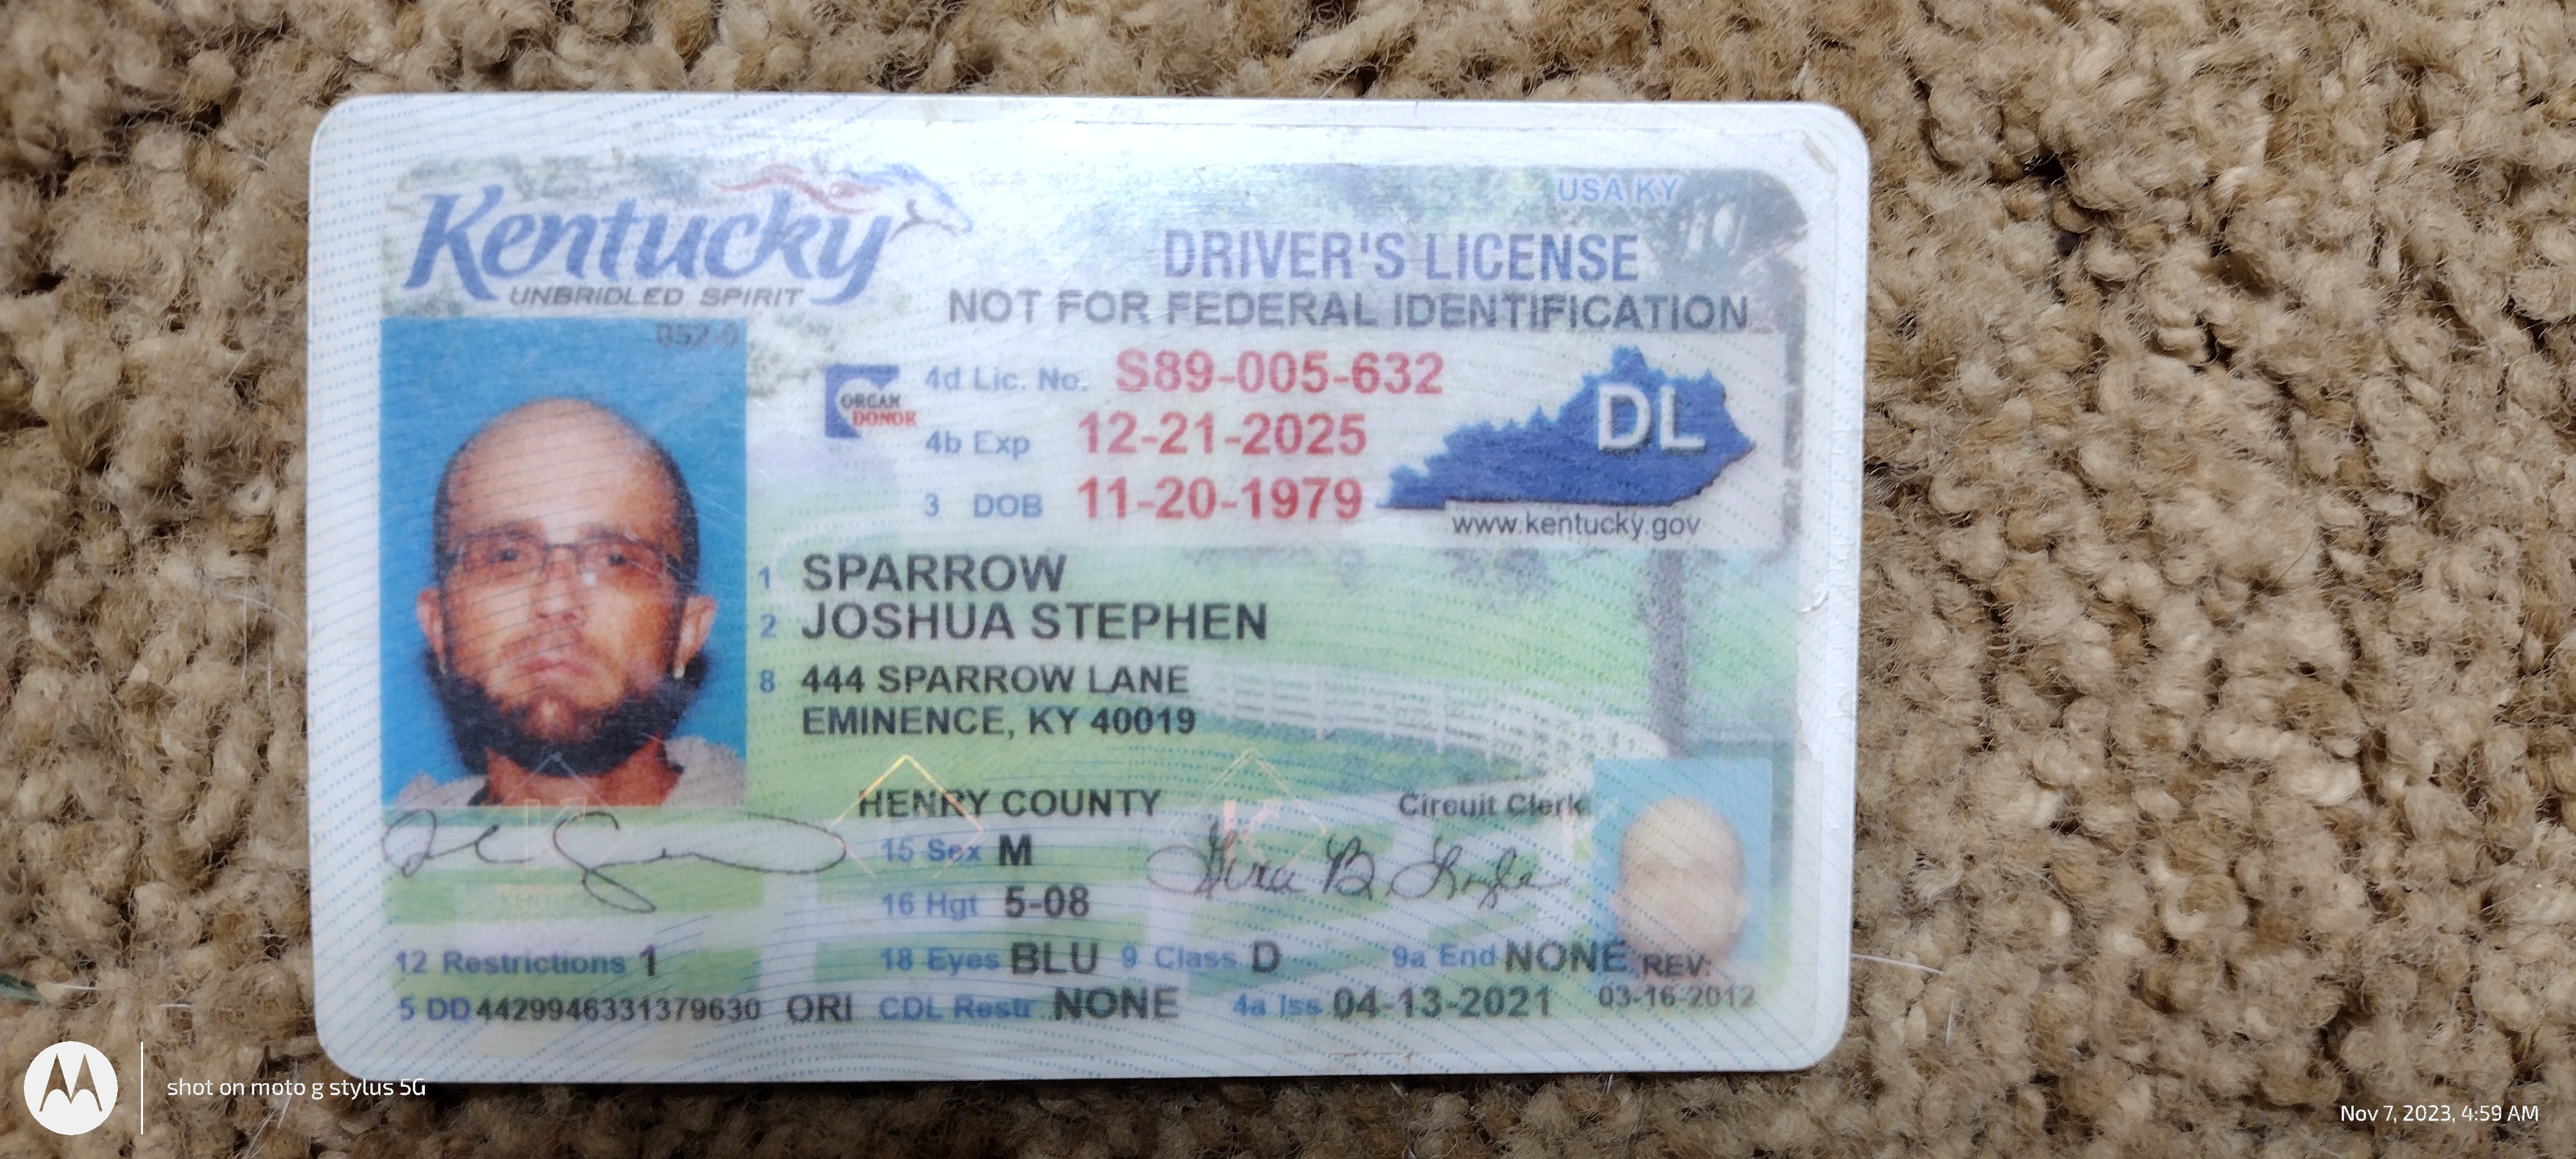 Kentucky
UNBRIDLED SPIRIT
USA KY
DRIVER'S LICENSE
NOT FOR FEDERAL IDENTIFICATION
052-0
ORGAN
DONOR
4d Lic. No. S89-005-632
4b Exp 12-21-2025
3 DOB 11-20-1979
DL
www.kentucky.gov
1 SPARROW
2 JOSHUA STEPHEN
8 444 SPARROW LANE
EMINENCE, KY 40019
HENRY COUNTY
Circuit Clerk
15 Sex M
16 Hgt 5-08
12 Restrictions 1
18 Eyes BLU 9 Class D 9a End NONE REV:
5 DD 4429946331379630 ORI CDL Restr NONE 4a Iss 04-13-2021 03-16-2012
shot on moto g stylus 5G
Nov 7, 2023, 4:59 AM